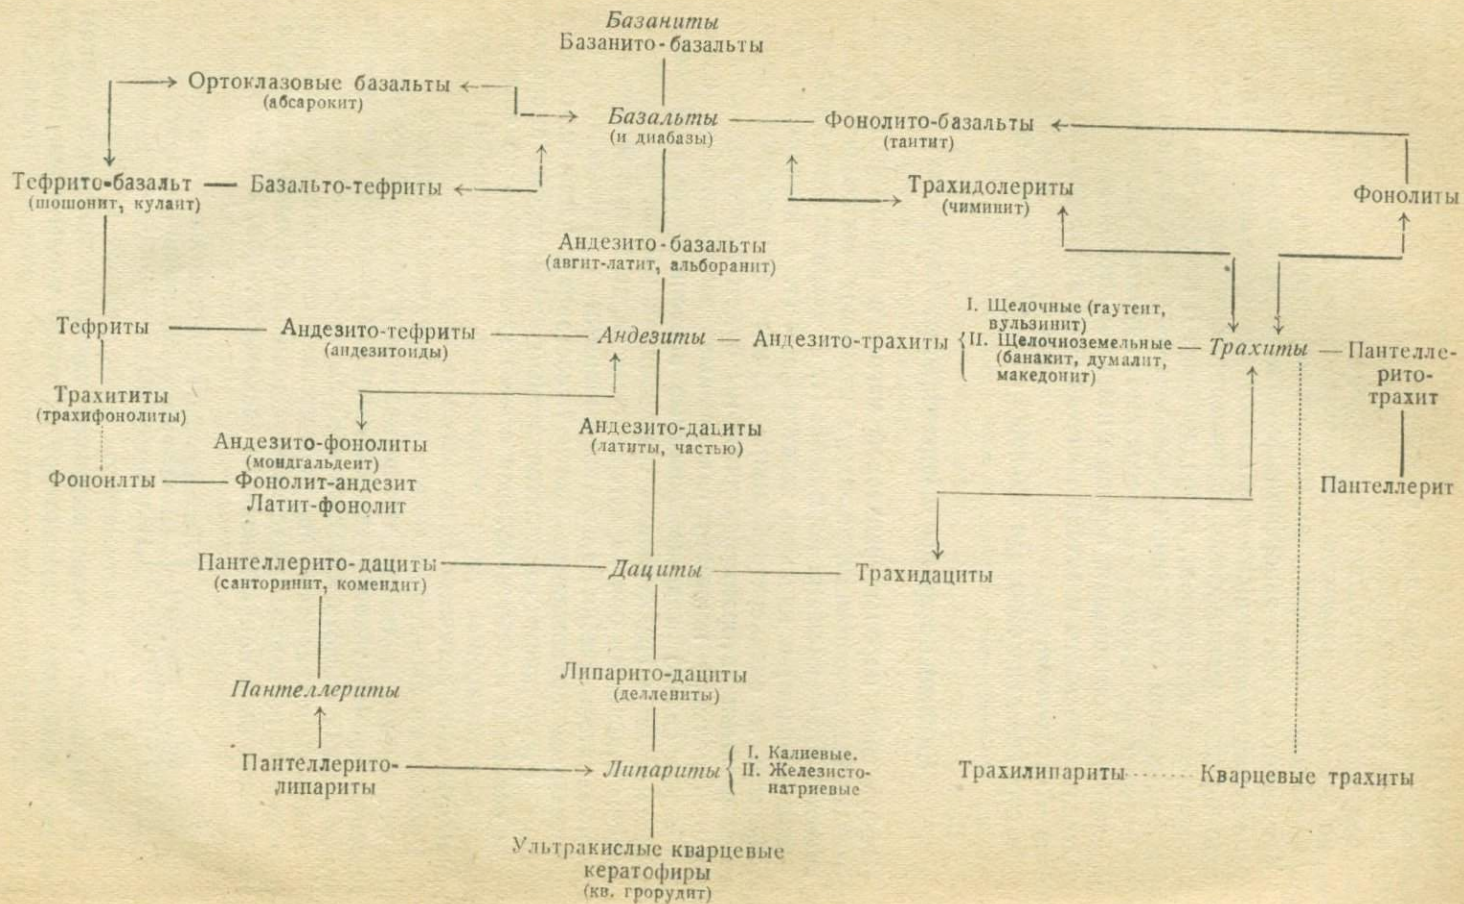 Базаниты
Базанито-базальты
Ортоклазовые базальты
(абсарокит)
Базальты
(и диабазы)
Фонолито-базальты
(таитит)
Тефрито-базальт
(шошонит, кулаит)
Базальто-тефриты
Трахидолериты
(чиминит)
Фонолиты
Андезито-базальты
(авгит-латит, альборанит)
Тефриты
Андезито-тефриты
(андезитоиды)
Андезиты
Андезито-трахиты
I. Щелочные (гаутеит,
вульзинит)
II. Щелочноземельные
(банакит, думалит,
македонит)
Трахиты
Пантелле-
рито-
трахит
Трахититы
(трахифонолиты)
Андезито-фонолиты
(мондгальдеит)
Андезито-дациты
(латиты, частью)
Фоноилты
Фонолит-андезит
Латит-фонолит
Пантеллерит
Пантеллерито-дациты
(санторинит, комендит)
Дациты
Трахидациты
Липарито-дациты
(деллениты)
Пантеллериты
Пантеллерито-
липариты
Липариты
I. Калиевые.
II. Железисто-
натриевые
Трахилипариты
Кварцевые трахиты
Ультракислые кварцевые
кератофиры
(кв. грорудит)